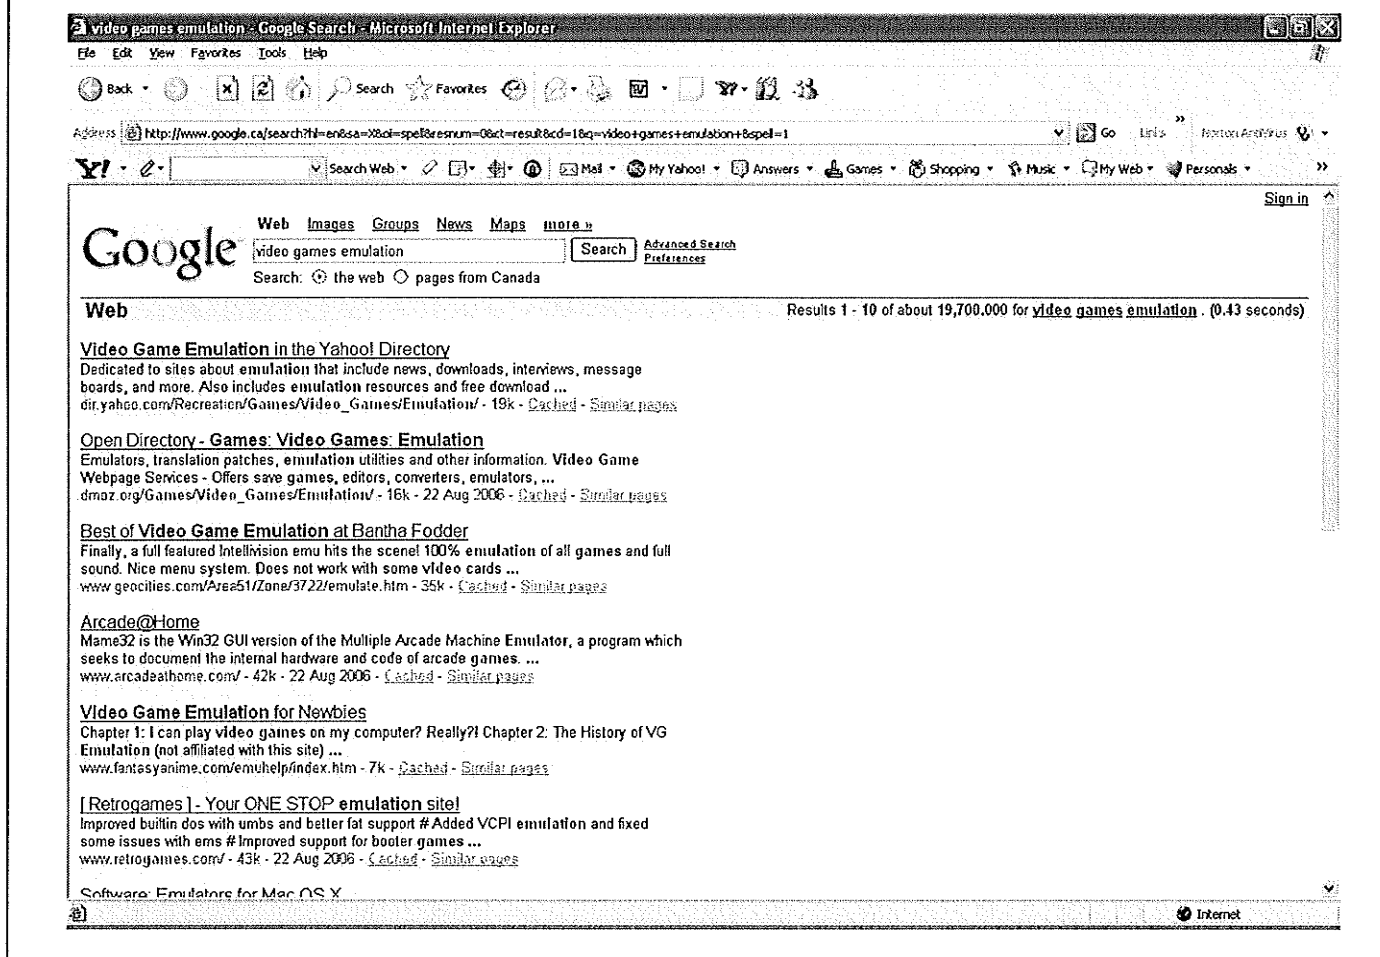 video games emulation - Google Search - Microsoft Internet Explorer
File Edit View Favorites Tools Help
Back Search Favorites
Address http://www.google.ca/search?hl=en&sa=X&oi=spell&resnum=0&ct=result&cd=1&q=video+games+emulation+&spell=1 Go Links Norton AntiVirus
Y! Search Web Mail My Yahoo! Answers Games Shopping Music My Web Personals
Sign in
Web Images Groups News Maps more »
Google
video games emulation Search Advanced Search
Preferences
Search: the web pages from Canada
Web Results 1 - 10 of about 19,700,000 for video games emulation . (0.43 seconds)
Video Game Emulation in the Yahoo! Directory
Dedicated to sites about emulation that include news, downloads, interviews, message
boards, and more. Also includes emulation resources and free download ...
dir.yahoo.com/Recreation/Games/Video_Games/Emulation/ - 19k - Cached - Similar pages
Open Directory - Games: Video Games: Emulation
Emulators, translation patches, emulation utilities and other information. Video Game
Webpage Services - Offers save games, editors, converters, emulators, ...
dmoz.org/Games/Video_Games/Emulation/ - 16k - 22 Aug 2006 - Cached - Similar pages
Best of Video Game Emulation at Bantha Fodder
Finally, a full featured Intellivision emu hits the scene! 100% emulation of all games and full
sound. Nice menu system. Does not work with some video cards ...
www.geocities.com/Area51/Zone/3722/emulate.htm - 35k - Cached - Similar pages
Arcade@Home
Mame32 is the Win32 GUI version of the Multiple Arcade Machine Emulator, a program which
seeks to document the internal hardware and code of arcade games. ...
www.arcadeathome.com/ - 42k - 22 Aug 2006 - Cached - Similar pages
Video Game Emulation for Newbies
Chapter 1: I can play video games on my computer? Really?! Chapter 2: The History of VG
Emulation (not affiliated with this site) ...
www.fantasyanime.com/emuhelp/index.htm - 7k - Cached - Similar pages
[ Retrogames ] - Your ONE STOP emulation site!
Improved builtin dos with umbs and better fat support # Added VCPI emulation and fixed
some issues with ems # Improved support for booter games ...
www.retrogames.com/ - 43k - 22 Aug 2006 - Cached - Similar pages
Software: Emulators for Mac OS X
Internet